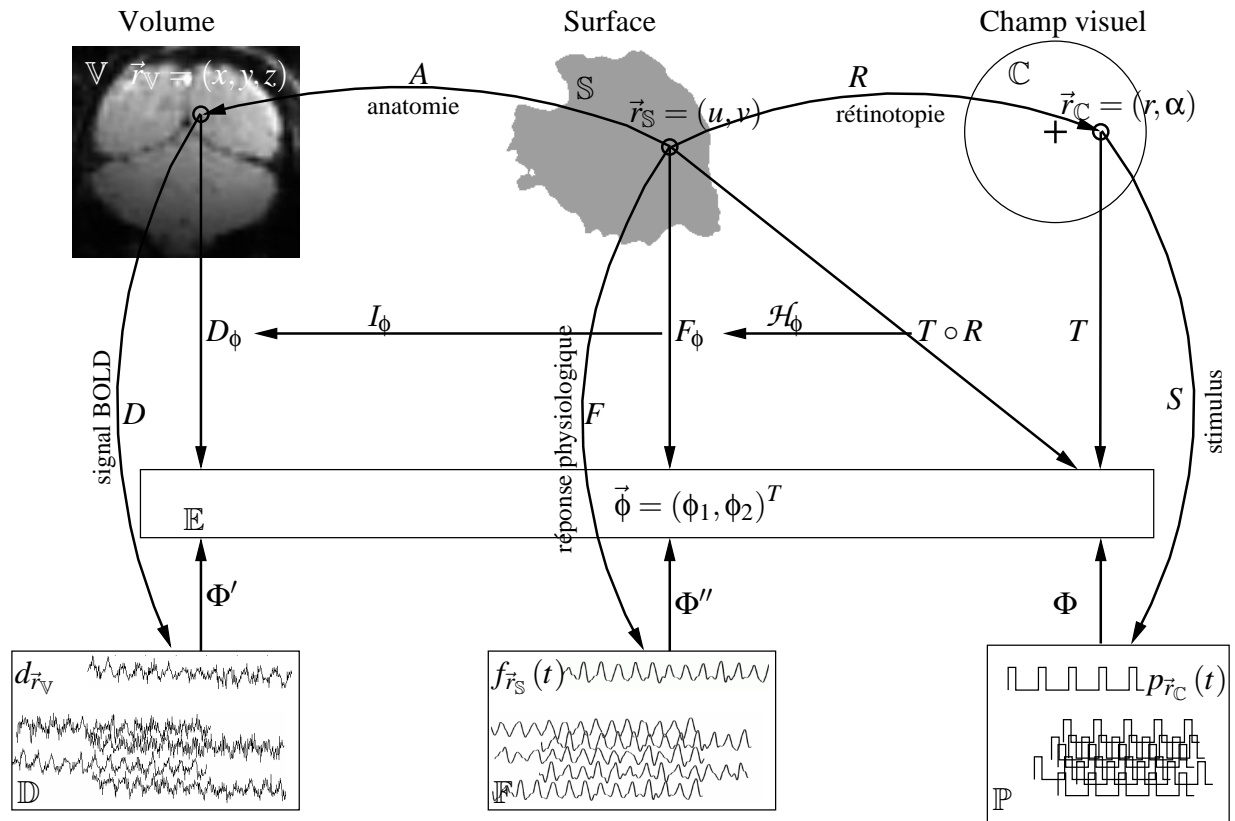 Volume
Surface
Champ visuel
𝕍
r⃗_𝕍 = (x, y, z)
A
anatomie
𝕊
r⃗_𝕊 = (u, v)
R
rétinotopie
ℂ
r⃗_ℂ = (r, α)
+
I_ϕ
ℋ_ϕ
D_ϕ
F_ϕ
T ∘ R
T
signal BOLD
D
réponse physiologique
F
S
stimulus
𝔼
ϕ⃗ = (ϕ₁, ϕ₂)ᵀ
Φ′
Φ′′
Φ
d_r⃗_𝕍
f_r⃗_𝕊 (t)
p_r⃗_ℂ (t)
𝔻
𝔽
ℙ